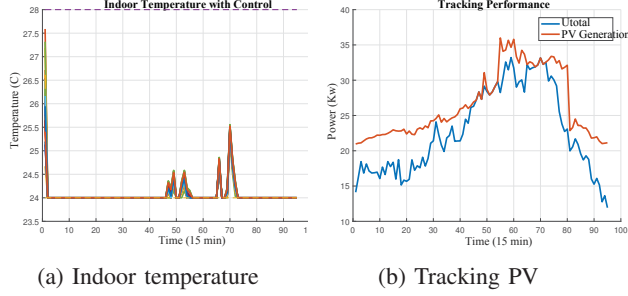 Indoor Temperature with Control
28
27.5
27
26.5
26
25.5
25
24.5
24
23.5
Temperature (C)
0 10 20 30 40 50 60 70 80 90
Time (15 min)
(a) Indoor temperature
Tracking Performance
Utotal
PV Generation
40
35
30
25
20
15
10
Power (Kw)
0 10 20 30 40 50 60 70 80 90 100
Time (15 min)
(b) Tracking PV